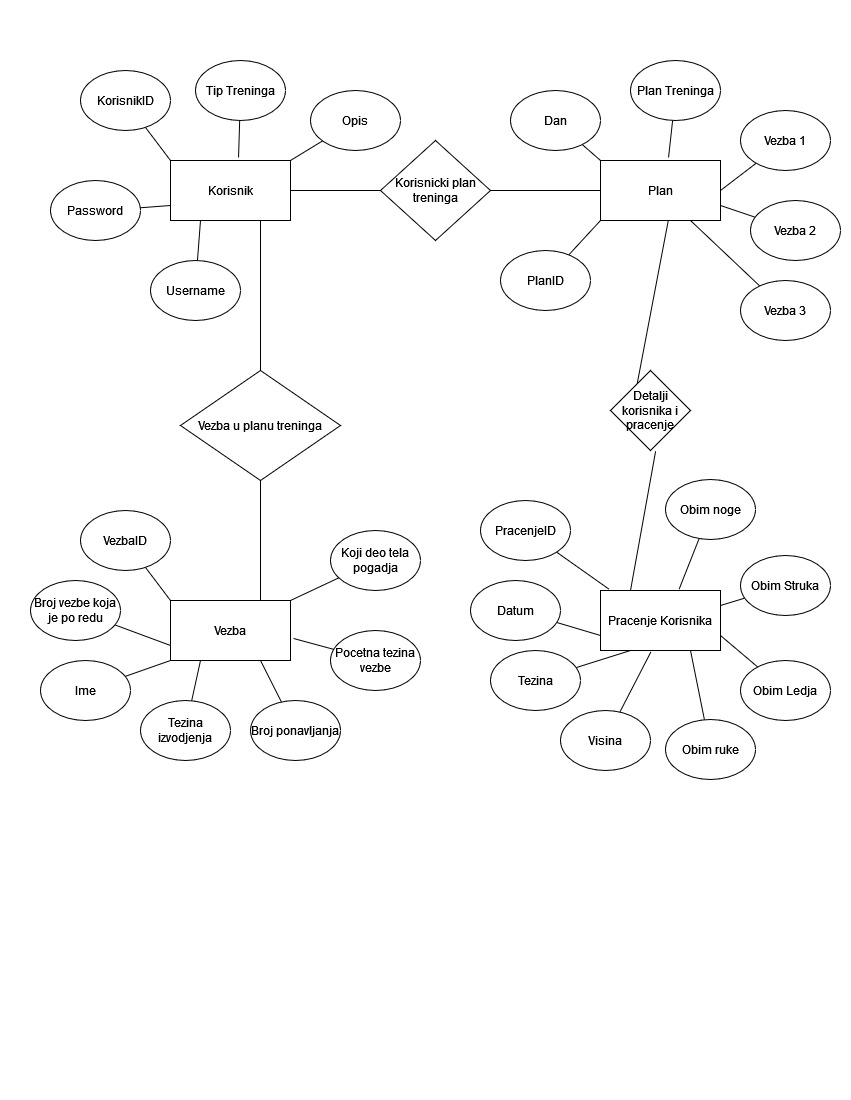 KorisnikID
Tip Treninga
Opis
Korisnik
Password
Username
Korisnicki plan
treninga
Dan
Plan Treninga
Vezba 1
Plan
Vezba 2
PlanID
Vezba 3
Vezba u planu treninga
Detalji
korisnika i
pracenje
VezbaID
Koji deo tela
pogadja
Broj vezbe koja
je po redu
Vezba
Ime
Pocetna tezina
vezbe
Tezina
izvodjenja
Broj ponavljanja
PracenjeID
Obim noge
Datum
Obim Struka
Pracenje Korisnika
Tezina
Obim Ledja
Visina
Obim ruke